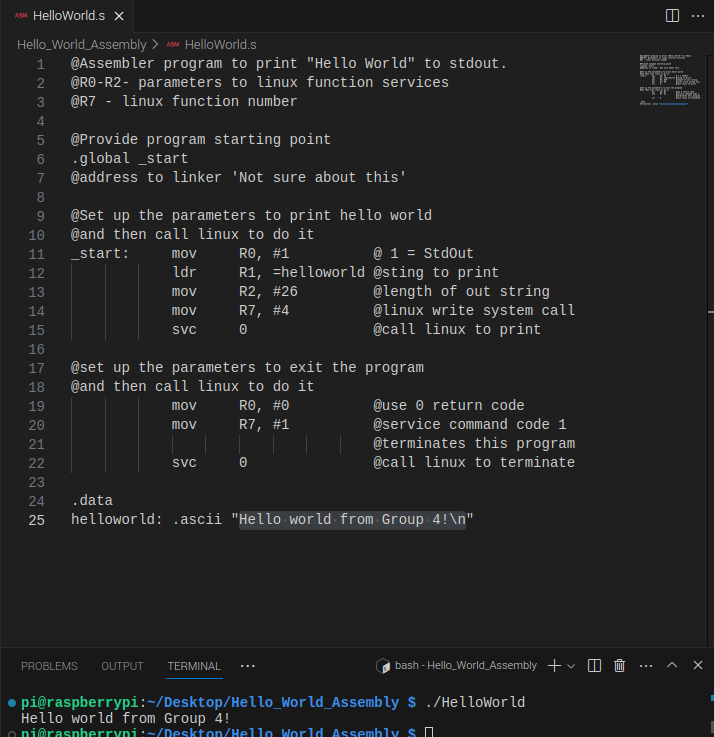 ASM HelloWorld.s
Hello_World_Assembly > ASM HelloWorld.s
1 @Assembler program to print "Hello World" to stdout.
2 @R0-R2- parameters to linux function services
3 @R7 - linux function number
4
5 @Provide program starting point
6 .global _start
7 @address to linker 'Not sure about this'
8
9 @Set up the parameters to print hello world
10 @and then call linux to do it
11 _start: mov R0, #1 @ 1 = StdOut
12 ldr R1, =helloworld @sting to print
13 mov R2, #26 @length of out string
14 mov R7, #4 @linux write system call
15 svc 0 @call linux to print
16
17 @set up the parameters to exit the program
18 @and then call linux to do it
19 mov R0, #0 @use 0 return code
20 mov R7, #1 @service command code 1
21 @terminates this program
22 svc 0 @call linux to terminate
23
24 .data
25 helloworld: .ascii "Hello world from Group 4!\n"
PROBLEMS OUTPUT TERMINAL ··· bash - Hello_World_Assembly
pi@raspberrypi:~/Desktop/Hello_World_Assembly $ ./HelloWorld
Hello world from Group 4!
pi@raspberrypi:~/Desktop/Hello_World_Assembly $